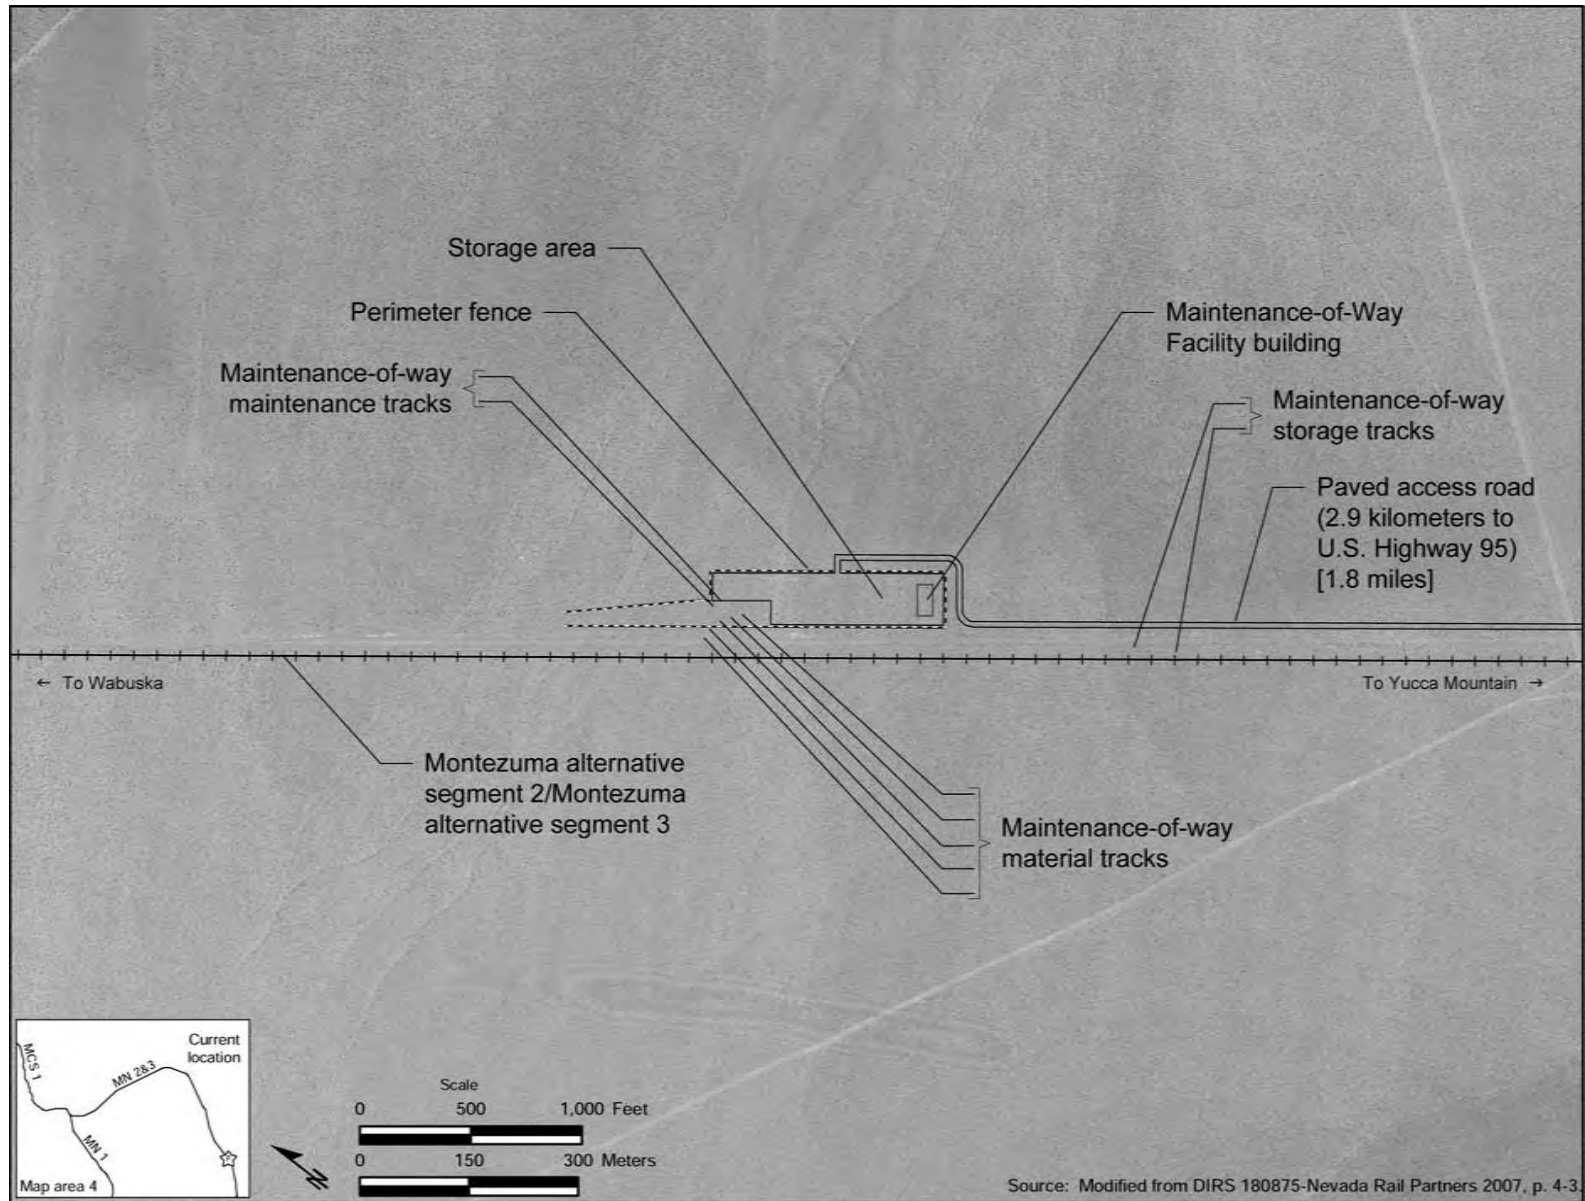 Storage area
Perimeter fence
Maintenance-of-way
maintenance tracks
Maintenance-of-Way
Facility building
Maintenance-of-way
storage tracks
Paved access road
(2.9 kilometers to
U.S. Highway 95)
[1.8 miles]
← To Wabuska
To Yucca Mountain →
Montezuma alternative
segment 2/Montezuma
alternative segment 3
Maintenance-of-way
material tracks
Current
location
MCS 1
MN 2&3
MN 1
Map area 4
N
Scale
0 500 1,000 Feet
0 150 300 Meters
Source: Modified from DIRS 180875-Nevada Rail Partners 2007, p. 4-3.